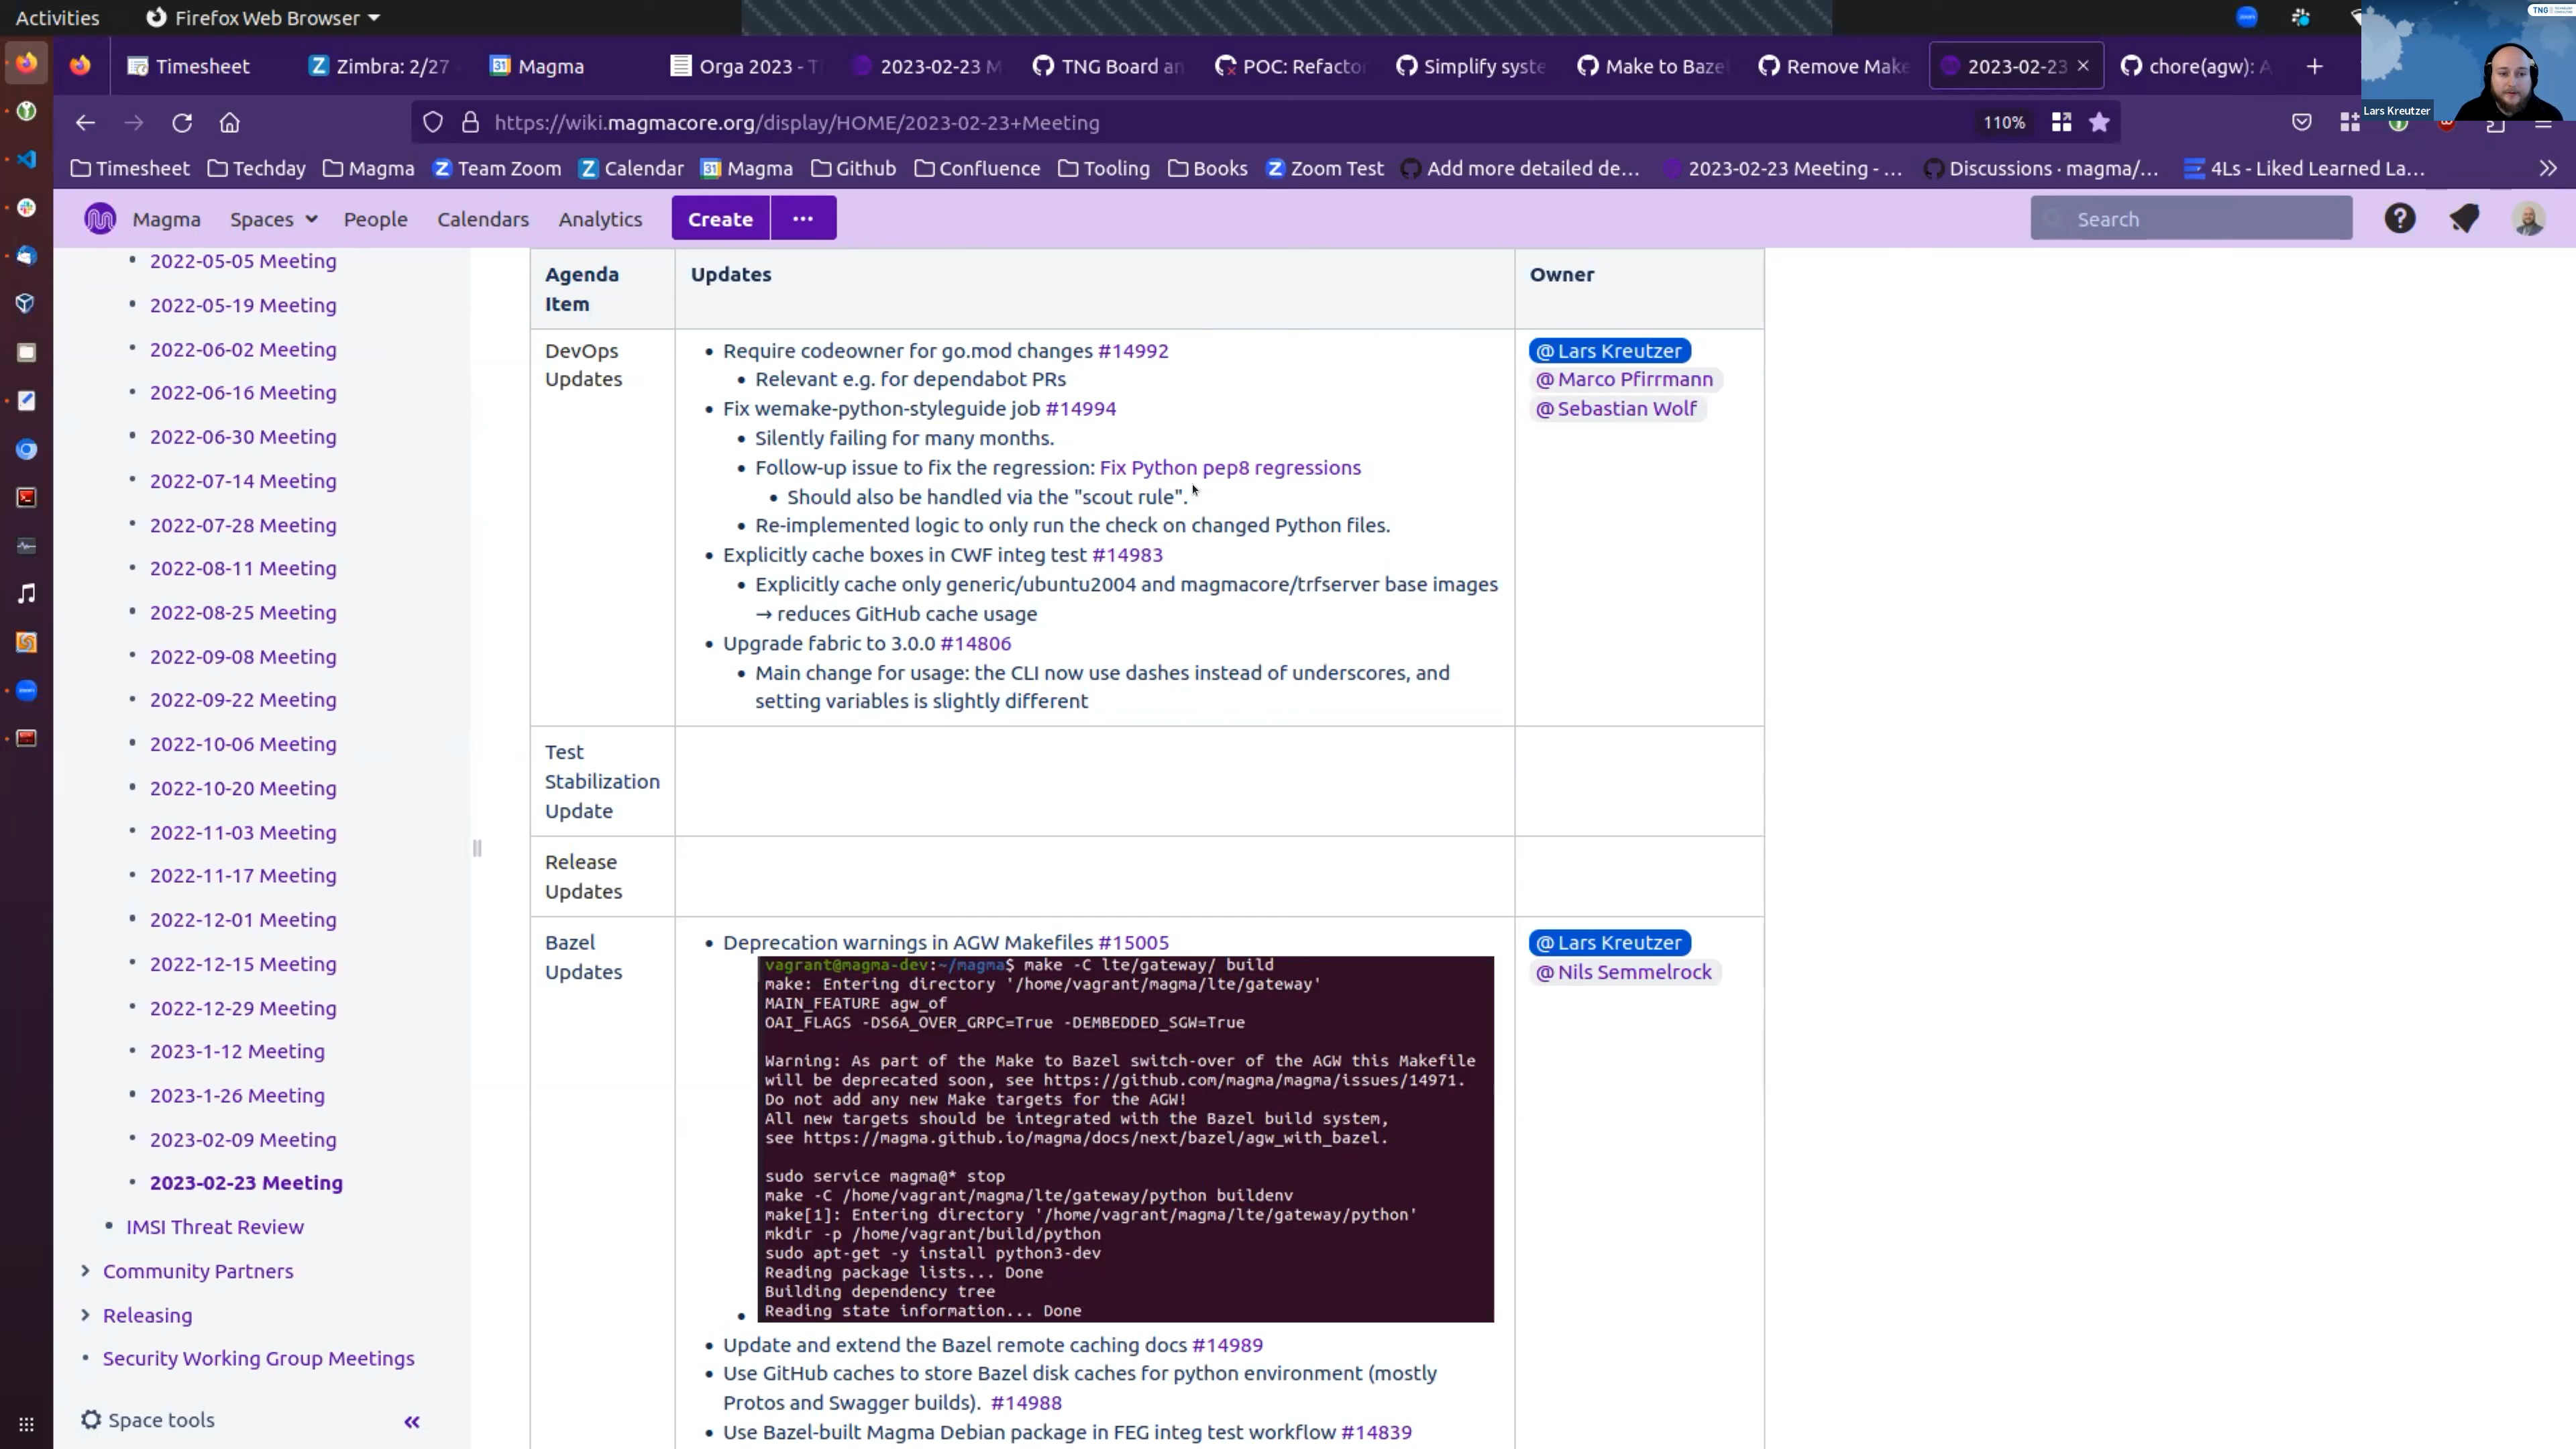 Activities
Firefox Web Browser
TNG
Timesheet
Zimbra: 2/27
31
Magma
Orga 2023 - T
2023-02-23 M
TNG Board an
POC: Refacto
Simplify syste
Make to Baze
Remove Make
2023-02-23
chore(agw): A
Lars Kreutzer
https://wiki.magmacore.org/display/HOME/2023-02-23+Meeting
110%
Timesheet
Techday
Magma
Team Zoom
Calendar
31
Magma
Github
Confluence
Tooling
Books
Zoom Test
Add more detailed de...
2023-02-23 Meeting - ...
Discussions · magma/...
4Ls - Liked Learned La...
Magma
Spaces
People
Calendars
Analytics
Create
···
Search
2022-05-05 Meeting
2022-05-19 Meeting
2022-06-02 Meeting
2022-06-16 Meeting
2022-06-30 Meeting
2022-07-14 Meeting
2022-07-28 Meeting
2022-08-11 Meeting
2022-08-25 Meeting
2022-09-08 Meeting
2022-09-22 Meeting
2022-10-06 Meeting
2022-10-20 Meeting
2022-11-03 Meeting
2022-11-17 Meeting
2022-12-01 Meeting
2022-12-15 Meeting
2022-12-29 Meeting
2023-1-12 Meeting
2023-1-26 Meeting
2023-02-09 Meeting
2023-02-23 Meeting
IMSI Threat Review
Community Partners
Releasing
Security Working Group Meetings
Space tools
Agenda
Item
Updates
Owner
DevOps
Updates
Require codeowner for go.mod changes #14992
Relevant e.g. for dependabot PRs
Fix wemake-python-styleguide job #14994
Silently failing for many months.
Follow-up issue to fix the regression: Fix Python pep8 regressions
Should also be handled via the "scout rule".
Re-implemented logic to only run the check on changed Python files.
Explicitly cache boxes in CWF integ test #14983
Explicitly cache only generic/ubuntu2004 and magmacore/trfserver base images
→ reduces GitHub cache usage
Upgrade fabric to 3.0.0 #14806
Main change for usage: the CLI now use dashes instead of underscores, and
setting variables is slightly different
@Lars Kreutzer
@Marco Pfirrmann
@Sebastian Wolf
Test
Stabilization
Update
Release
Updates
Bazel
Updates
Deprecation warnings in AGW Makefiles #15005
vagrant@magma-dev:~/magma$ make -C lte/gateway/ build
make: Entering directory '/home/vagrant/magma/lte/gateway'
MAIN_FEATURE agw_of
OAI_FLAGS -DS6A_OVER_GRPC=True -DEMBEDDED_SGW=True
Warning: As part of the Make to Bazel switch-over of the AGW this Makefile
will be deprecated soon, see https://github.com/magma/magma/issues/14971.
Do not add any new Make targets for the AGW!
All new targets should be integrated with the Bazel build system,
see https://magma.github.io/magma/docs/next/bazel/agw_with_bazel.
sudo service magma@* stop
make -C /home/vagrant/magma/lte/gateway/python buildenv
make[1]: Entering directory '/home/vagrant/magma/lte/gateway/python'
mkdir -p /home/vagrant/build/python
sudo apt-get -y install python3-dev
Reading package lists... Done
Building dependency tree
Reading state information... Done
Update and extend the Bazel remote caching docs #14989
Use GitHub caches to store Bazel disk caches for python environment (mostly
Protos and Swagger builds). #14988
Use Bazel-built Magma Debian package in FEG integ test workflow #14839
@Lars Kreutzer
@Nils Semmelrock